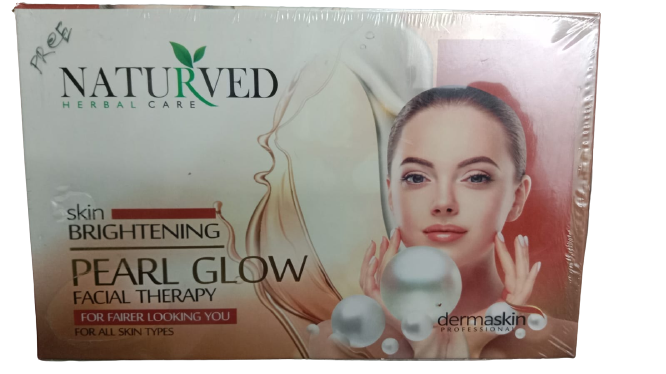 PREE
NATURVED
HERBAL CARE
skin
BRIGHTENING
PEARL GLOW
FACIAL THERAPY
FOR FAIRER LOOKING YOU
FOR ALL SKIN TYPES
dermaskin
PROFESSIONAL